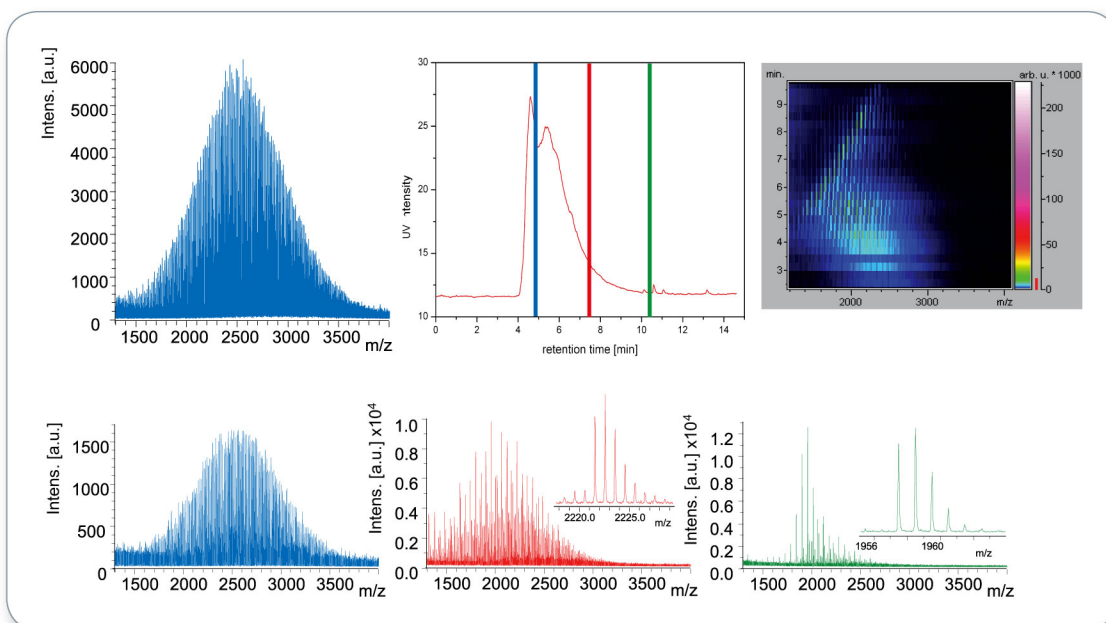 Intens. [a.u.]
6000
5000
4000
3000
2000
1000
0
1500 2000 2500 3000 3500
m/z
30
25
20
15
10
UV intensity
0 2 4 6 8 10 12 14
retention time [min]
min.
9
8
7
6
5
4
3
2000 3000 m/z
arb. u. * 1000
200
150
100
50
0
Intens. [a.u.]
1500
1000
500
0
1500 2000 2500 3000 3500
m/z
Intens. [a.u.] x10⁴
1.0
0.8
0.6
0.4
0.2
0.0
1500 2000 2500 3000 3500
m/z
2220.0 2225.0 m/z
Intens. [a.u.] x10⁴
1.2
1.0
0.8
0.6
0.4
0.2
0.0
1500 2000 2500 3000 3500
m/z
1956 1960
m/z